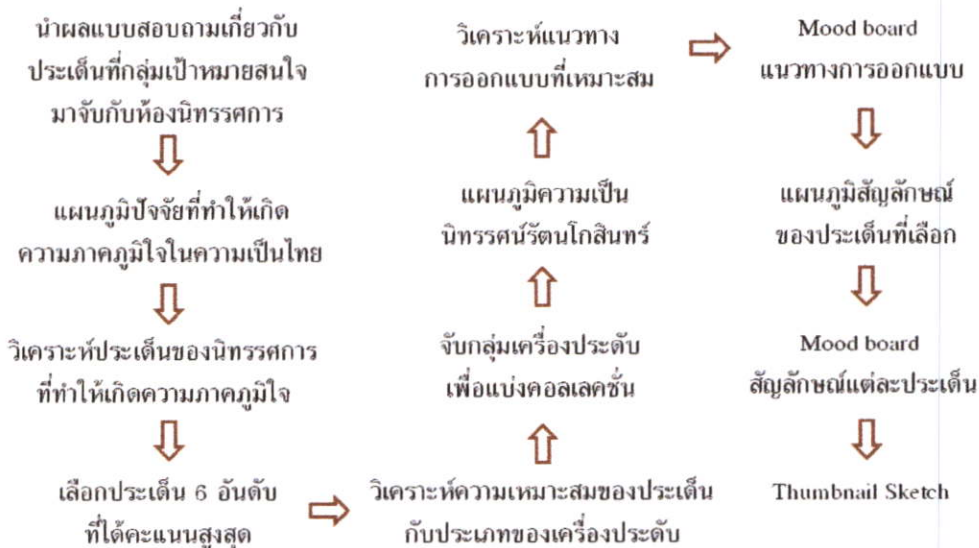 นำผลแบบสอบถามเกี่ยวกับ
ประเด็นที่กลุ่มเป้าหมายสนใจ
มาจับกับห้องนิทรรศการ
แผนภูมิปัจจัยที่ทำให้เกิด
ความภาคภูมิใจในความเป็นไทย
วิเคราะห์ประเด็นของนิทรรศการ
ที่ทำให้เกิดความภาคภูมิใจ
เลือกประเด็น 6 อันดับ
ที่ได้คะแนนสูงสุด
วิเคราะห์ความเหมาะสมของประเด็น
กับประเภทของเครื่องประดับ
จับกลุ่มเครื่องประดับ
เพื่อแบ่งคอลเลคชั่น
แผนภูมิความเป็น
นิทรรศน์รัตนโกสินทร์
วิเคราะห์แนวทาง
การออกแบบที่เหมาะสม
Mood board
แนวทางการออกแบบ
แผนภูมิสัญลักษณ์
ของประเด็นที่เลือก
Mood board
สัญลักษณ์แต่ละประเด็น
Thumbnail Sketch